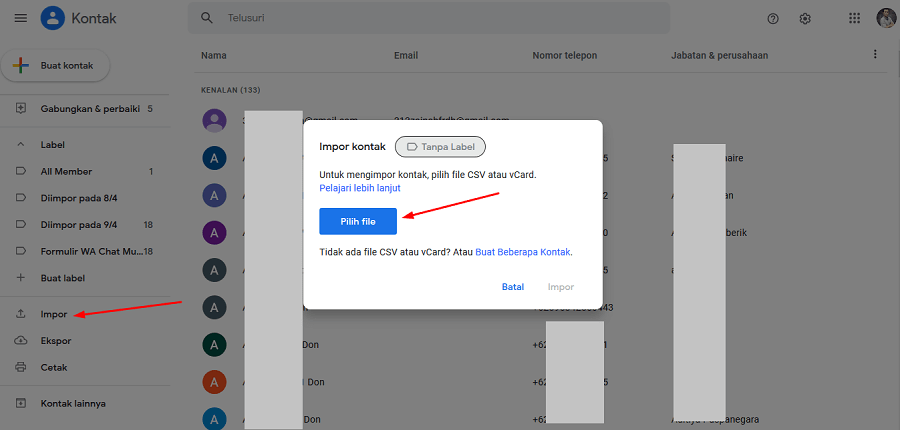 Kontak
Telusuri
Buat kontak
Nama Email Nomor telepon Jabatan & perusahaan
Gabungkan & perbaiki 5
KENALAN (133)
Label
All Member 1
Diimpor pada 8/4
Diimpor pada 9/4 18
Formulir WA Chat Mu... 18
Buat label
Impor
Ekspor
Cetak
Kontak lainnya
Impor kontak Tanpa Label
Untuk mengimpor kontak, pilih file CSV atau vCard.
Pelajari lebih lanjut
Pilih file
Tidak ada file CSV atau vCard? Atau Buat Beberapa Kontak.
Batal Impor
A
A
A
A
A
A
A Don +62
A Don +62
A Don +62